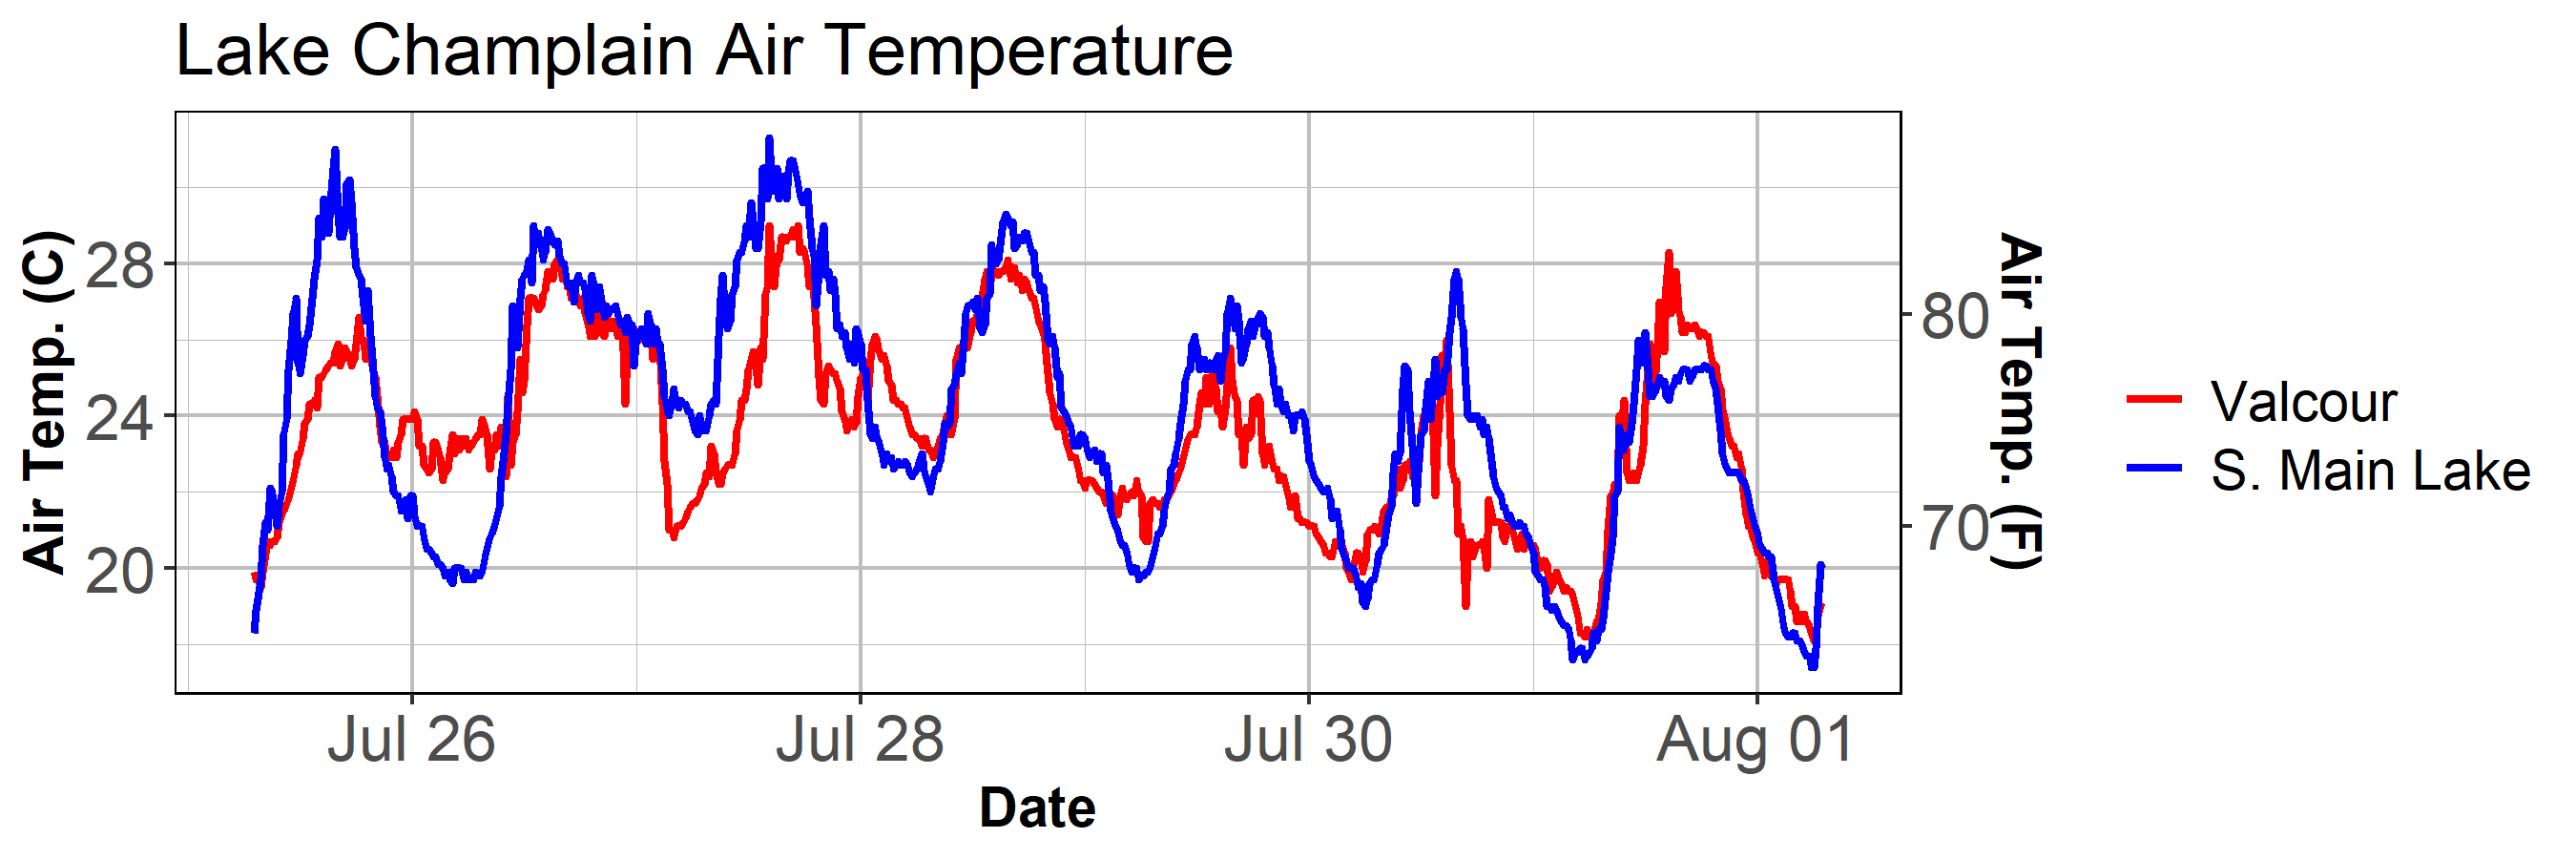 Lake Champlain Air Temperature
Air Temp. (C)
28
24
20
Jul 26
Jul 28
Jul 30
Aug 01
Date
80
70
Air Temp. (F)
Valcour
S. Main Lake